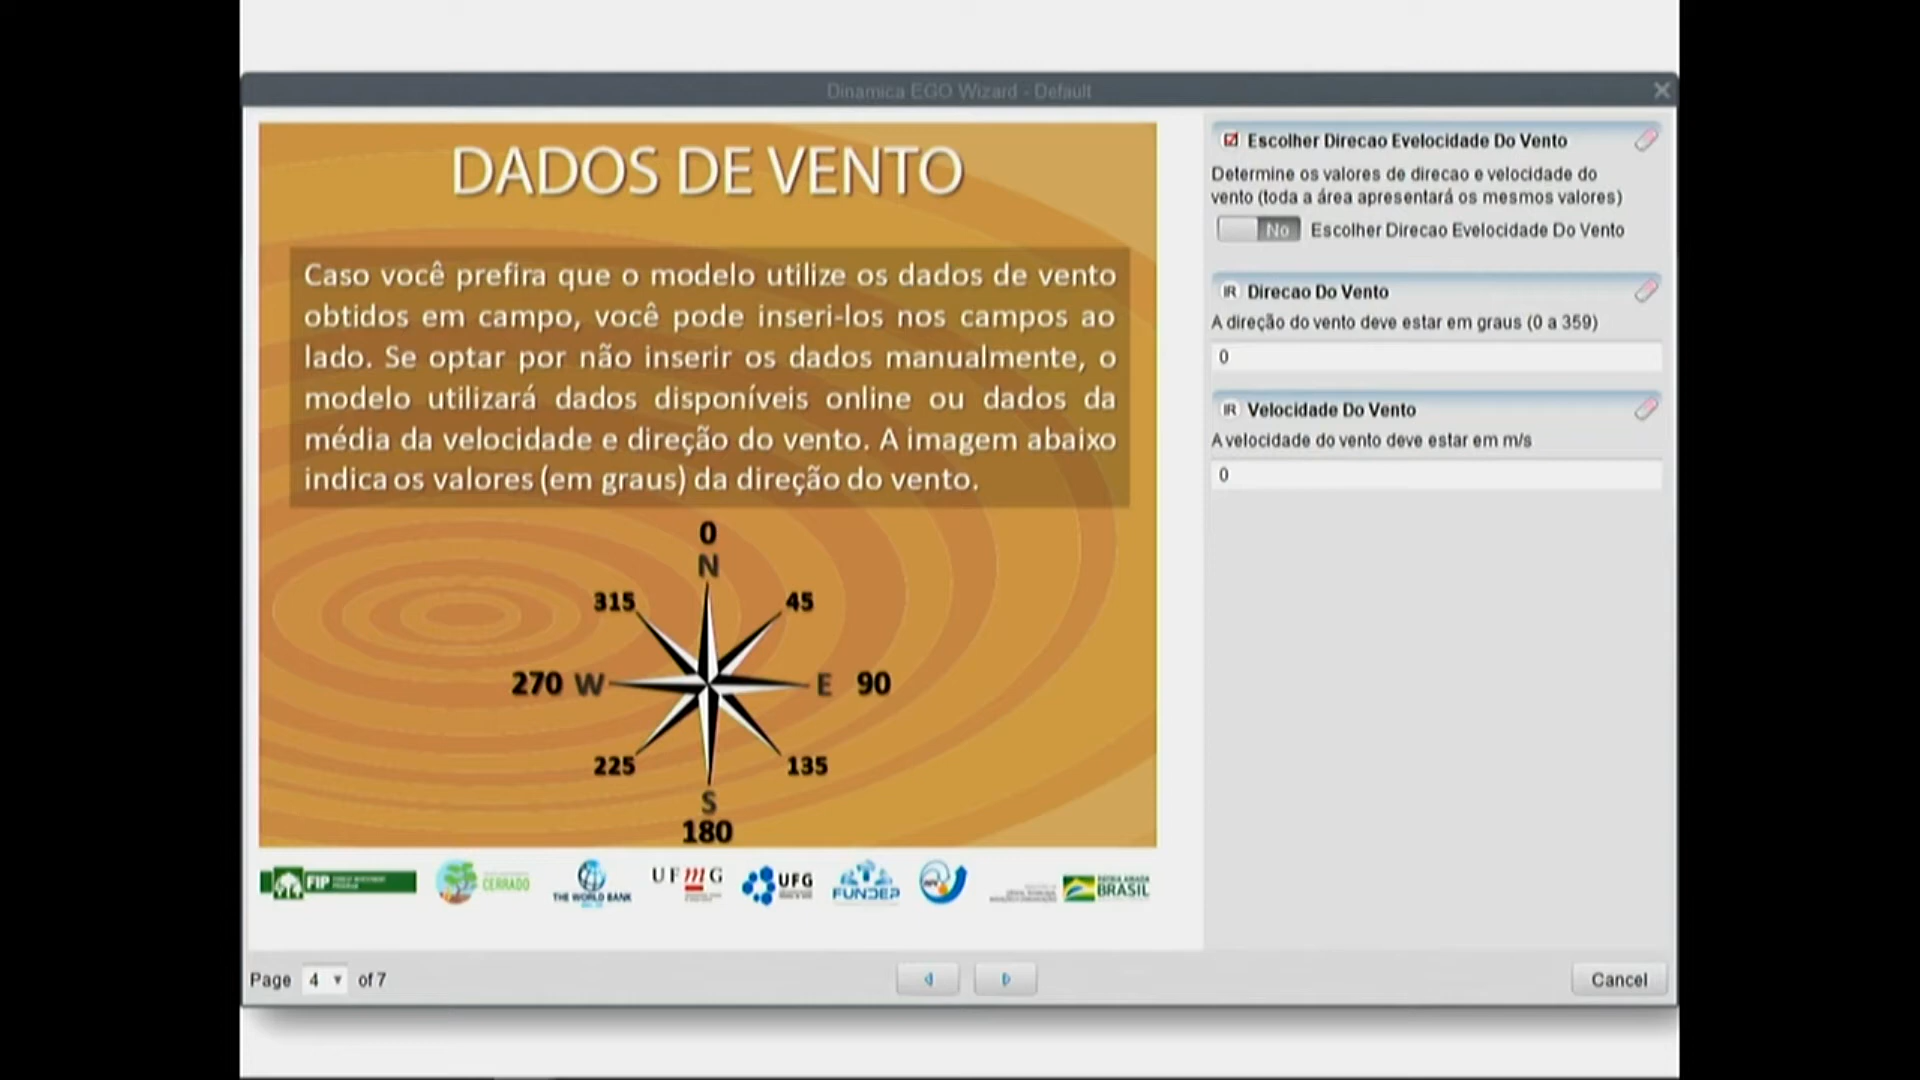 Dinamica EGO Wizard - Default
DADOS DE VENTO
Caso você prefira que o modelo utilize os dados de vento
obtidos em campo, você pode inseri-los nos campos ao
lado. Se optar por não inserir os dados manualmente, o
modelo utilizará dados disponíveis online ou dados da
média da velocidade e direção do vento. A imagem abaixo
indica os valores (em graus) da direção do vento.
0
N
315 45
270 W E 90
225 135
S
180
FIP
CERRADO
THE WORLD BANK
UFMG
UFG
FUNDEP
PÁTRIA AMADA
BRASIL
Escolher Direcao Evelocidade Do Vento
Determine os valores de direcao e velocidade do
vento (toda a área apresentará os mesmos valores)
No Escolher Direcao Evelocidade Do Vento
IR Direcao Do Vento
A direção do vento deve estar em graus (0 a 359)
0
IR Velocidade Do Vento
A velocidade do vento deve estar em m/s
0
Page 4 of 7
Cancel